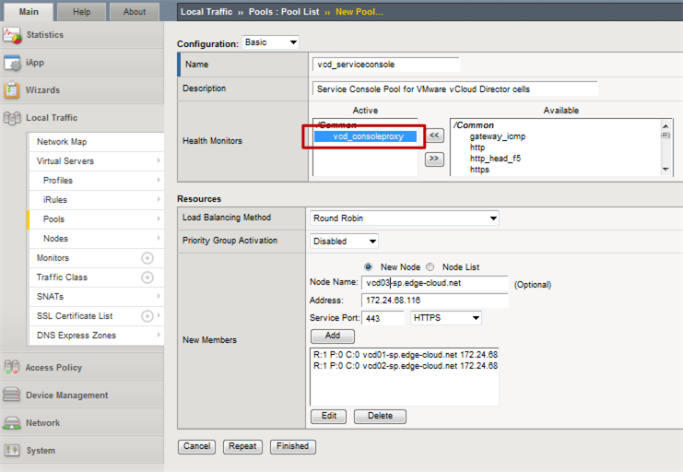 Main Help About
Local Traffic » Pools : Pool List » New Pool...
Statistics
iApp
Wizards
Local Traffic
Network Map
Virtual Servers
Profiles
iRules
Pools
Nodes
Monitors
Traffic Class
SNATs
SSL Certificate List
DNS Express Zones
Access Policy
Device Management
Network
System
Configuration: Basic
Name vcd_serviceconsole
Description Service Console Pool for VMware vCloud Director cells
Health Monitors
Active Available
/Common /Common
vcd_consoleproxy << gateway_icmp
http
>> http_head_f5
https
Resources
Load Balancing Method Round Robin
Priority Group Activation Disabled
New Members
New Node Node List
Node Name: vcd03-sp.edge-cloud.net (Optional)
Address: 172.24.68.116
Service Port: 443 HTTPS
Add
R:1 P:0 C:0 vcd01-sp.edge-cloud.net 172.24.68
R:1 P:0 C:0 vcd02-sp.edge-cloud.net 172.24.68
Edit Delete
Cancel Repeat Finished